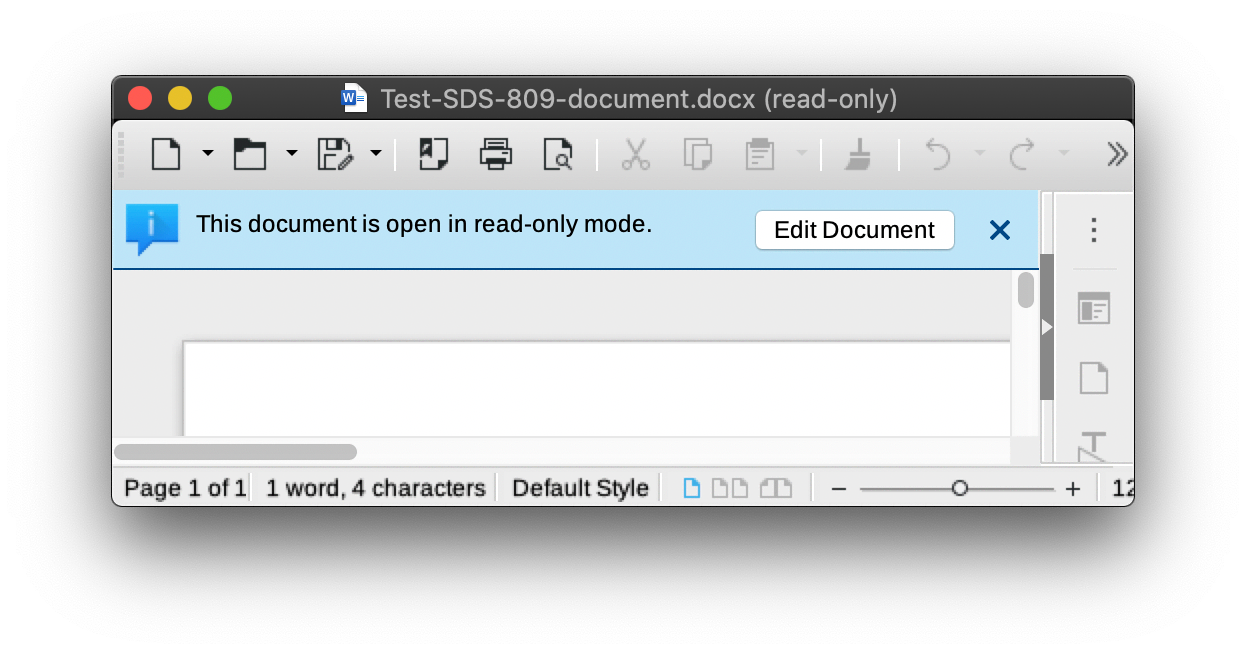 Test-SDS-809-document.docx (read-only)
This document is open in read-only mode.
Edit Document
Page 1 of 1
1 word, 4 characters
Default Style
12